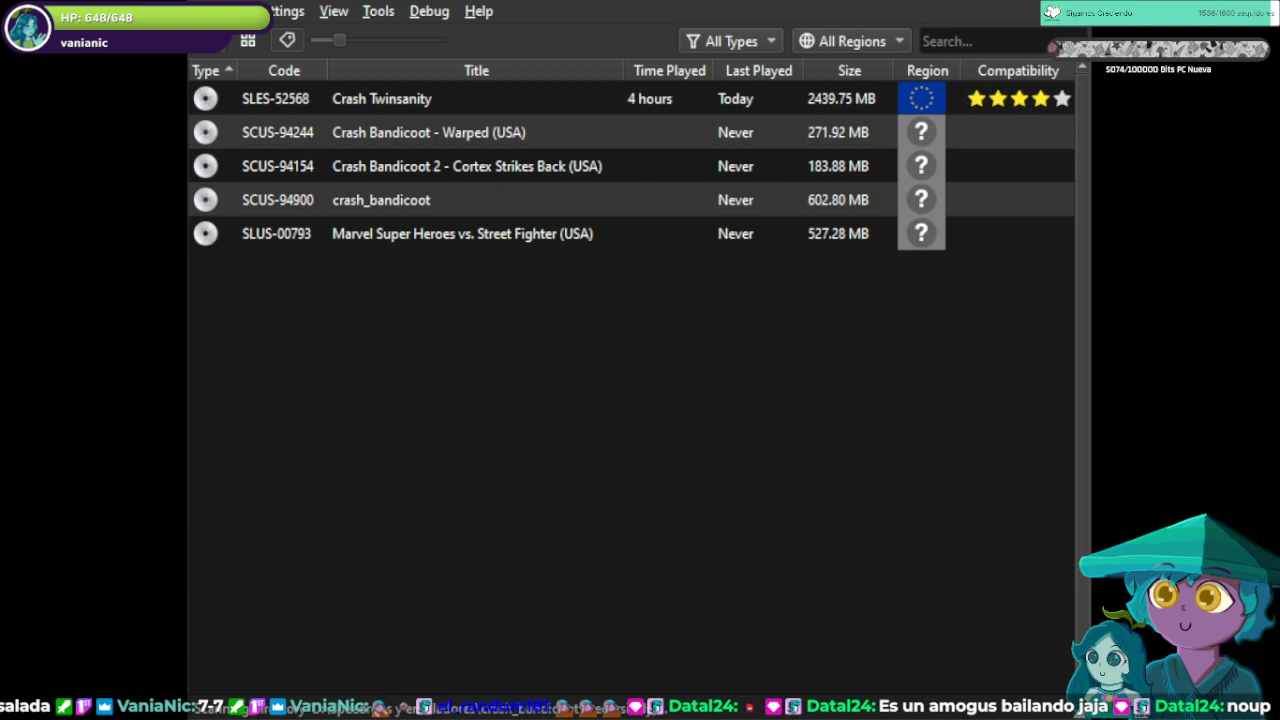 HP: 648/648
vanianic
ttings View Tools Debug Help
Siganos Creciendo 1536/1600 seguidores
All Types All Regions Search...
5074/100000 Bits PC Nueva
Type Code Title Time Played Last Played Size Region Compatibility
SLES-52568 Crash Twinsanity 4 hours Today 2439.75 MB
SCUS-94244 Crash Bandicoot - Warped (USA) Never 271.92 MB ?
SCUS-94154 Crash Bandicoot 2 - Cortex Strikes Back (USA) Never 183.88 MB ?
SCUS-94900 crash_bandicoot Never 602.80 MB ?
SLUS-00793 Marvel Super Heroes vs. Street Fighter (USA) Never 527.28 MB ?
salada VaniaNic: 7-7 VaniaNic: Datal24: Datal24: Es un amogus bailando jaja Datal24: noup